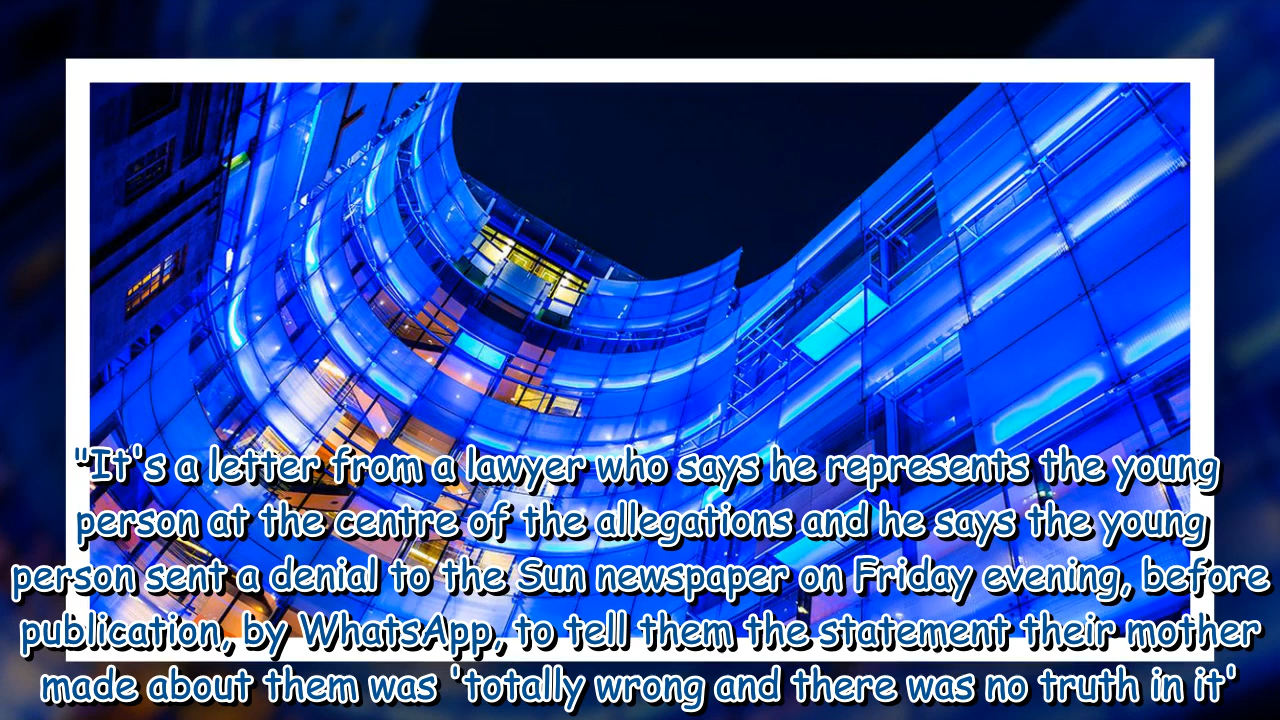 "It's a letter from a lawyer who says he represents the young
person at the centre of the allegations and he says the young
person sent a denial to the Sun newspaper on Friday evening, before
publication, by WhatsApp, to tell them the statement their mother
made about them was 'totally wrong and there was no truth in it'